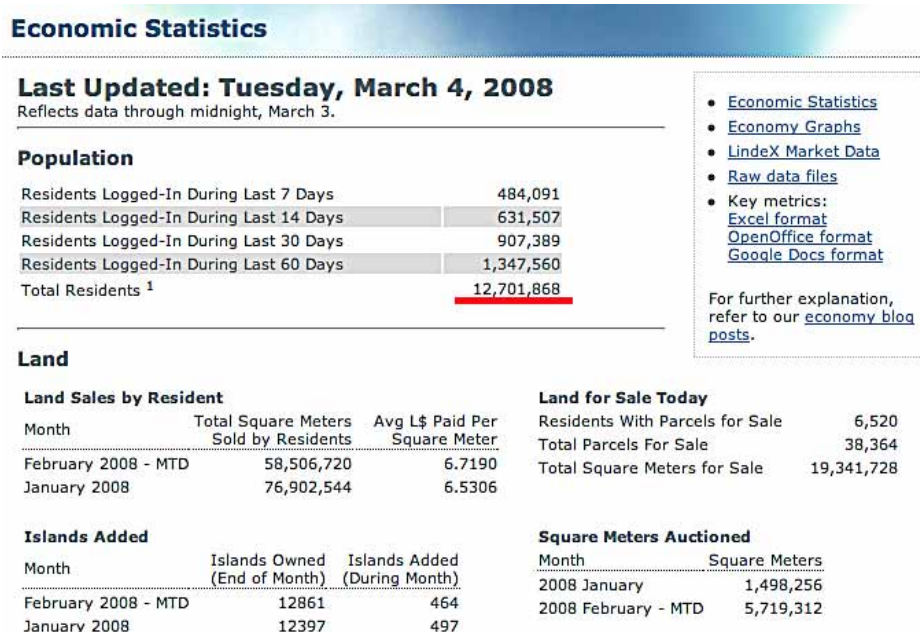 Economic Statistics
Last Updated: Tuesday, March 4, 2008
Reflects data through midnight, March 3.
Population
Residents Logged-In During Last 7 Days 484,091
Residents Logged-In During Last 14 Days 631,507
Residents Logged-In During Last 30 Days 907,389
Residents Logged-In During Last 60 Days 1,347,560
Total Residents 1 12,701,868
Economic Statistics
Economy Graphs
LindeX Market Data
Raw data files
Key metrics:
Excel format
OpenOffice format
Google Docs format
For further explanation,
refer to our economy blog
posts.
Land
Land Sales by Resident
Month Total Square Meters Sold by Residents Avg L$ Paid Per Square Meter
February 2008 - MTD 58,506,720 6.7190
January 2008 76,902,544 6.5306
Land for Sale Today
Residents With Parcels for Sale 6,520
Total Parcels For Sale 38,364
Total Square Meters for Sale 19,341,728
Islands Added
Month Islands Owned (End of Month) Islands Added (During Month)
February 2008 - MTD 12861 464
January 2008 12397 497
Square Meters Auctioned
Month Square Meters
2008 January 1,498,256
2008 February - MTD 5,719,312